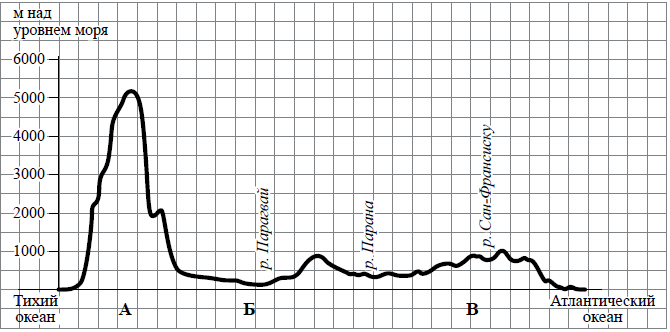 м над
уровнем моря
6000
5000
4000
3000
2000
1000
р. Парагвай
р. Парана
р. Сан-Франсиску
Тихий
океан
А
Б
В
Атлантический
океан